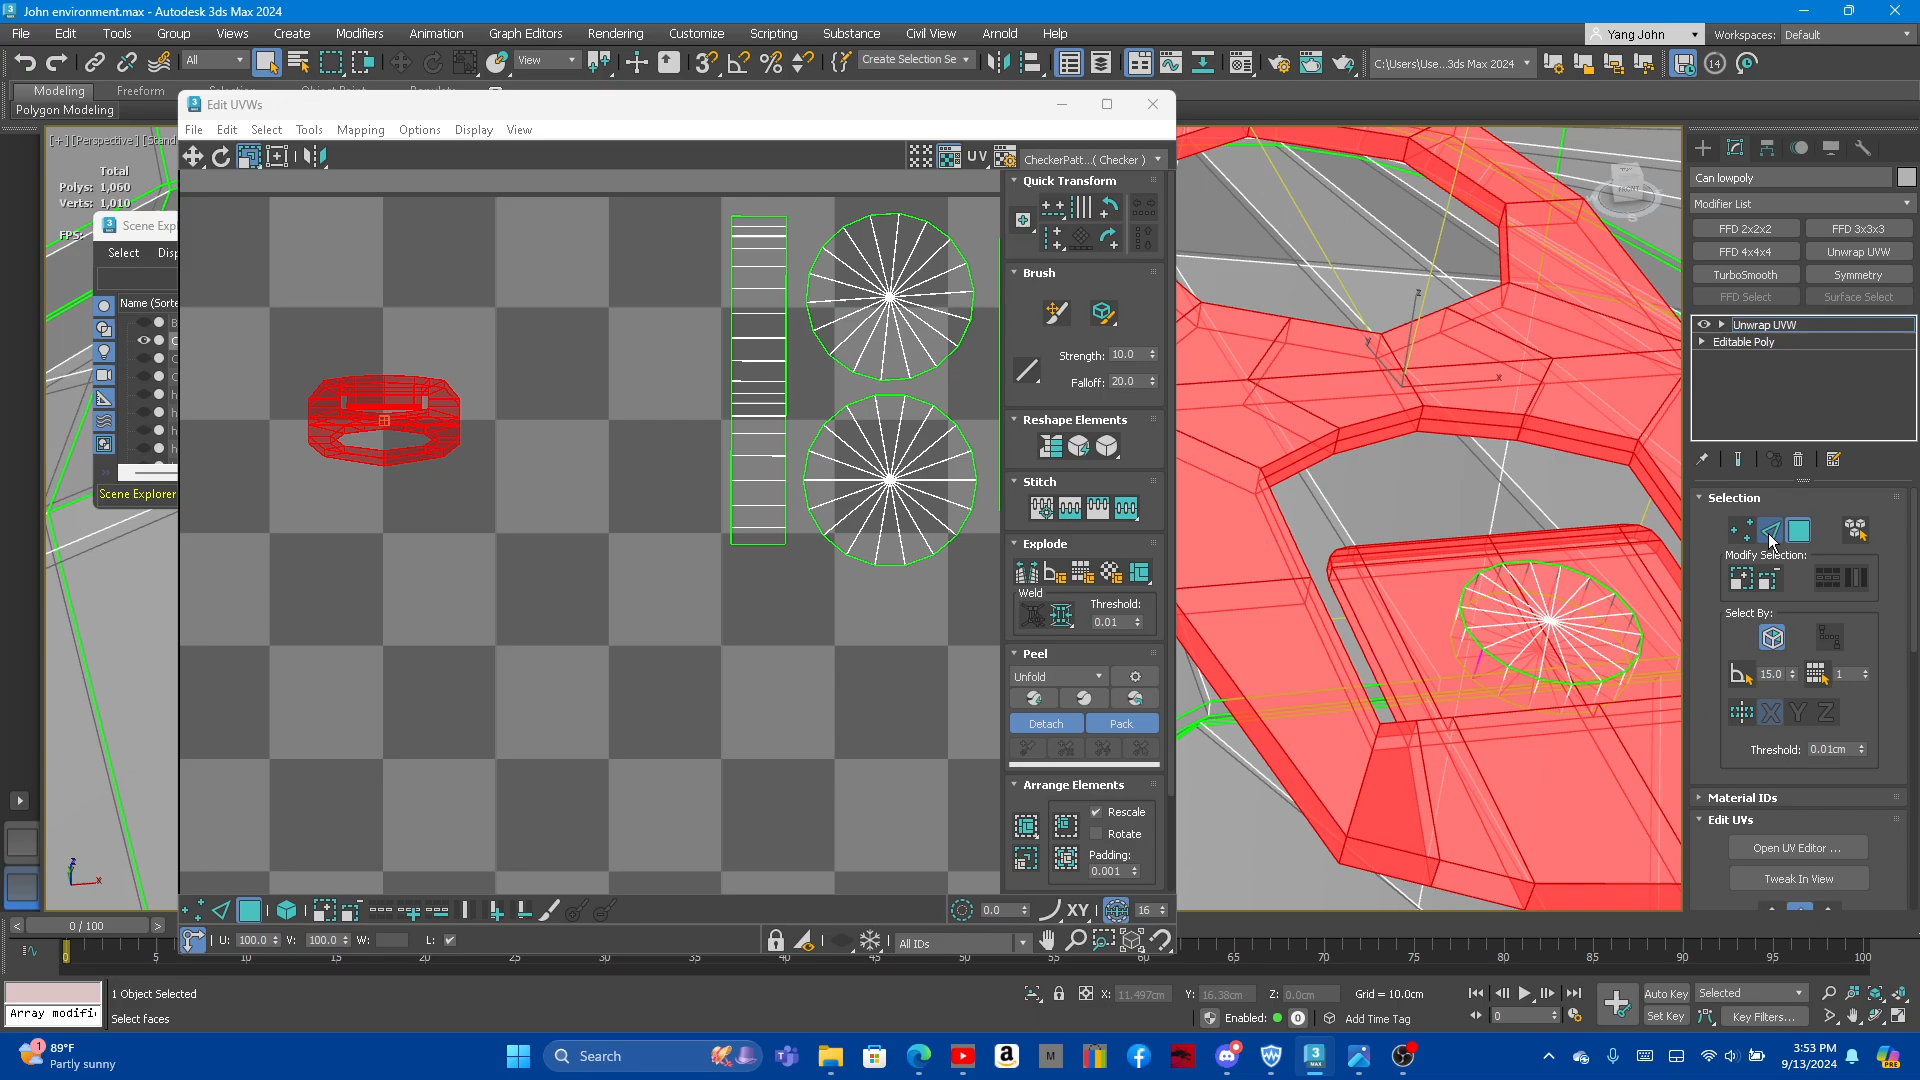 John environment.max - Autodesk 3ds Max 2024
File Edit Tools Group Views Create Modifiers Animation Graph Editors Rendering Customize Scripting Substance Civil View Arnold Help
Yang John Workspaces: Default
All View Create Selection Se C:\Users\Use...3ds Max 2024 14
Modeling Freeform
Polygon Modeling
[+] [Perspective]
Total
Polys: 1,060
Verts: 1,010
FPS:
Scene Exp
Select Disp
Name (Sorte
Scene Explorer
Edit UVWs
File Edit Select Tools Mapping Options Display View
UV CheckerPatt...( Checker )
Quick Transform
Brush
Strength: 10.0
Falloff: 20.0
Reshape Elements
Stitch
Explode
Weld
Threshold:
0.01
Peel
Unfold
Detach Pack
Arrange Elements
Rescale
Rotate
Padding:
0.001
0.0 XY 16
U: 100.0 V: 100.0 W: L: All IDs
FRONT
z
y
x
Can lowpoly
Modifier List
FFD 2x2x2 FFD 3x3x3
FFD 4x4x4 Unwrap UVW
TurboSmooth Symmetry
FFD Select Surface Select
Unwrap UVW
Editable Poly
Selection
Modify Selection:
Select By:
15.0 1
X Y Z
Threshold: 0.01cm
Material IDs
Edit UVs
Open UV Editor ...
Tweak In View
0 / 100
0 5 10 15 20 25 30 35 40 45 50 55 60 65 70 75 80 85 90 95 100
Array modifi
1 Object Selected
Select faces
X: 11.497cm Y: 16.38cm Z: 0.0cm Grid = 10.0cm
Enabled: 0 Add Time Tag
0
Auto Key Selected
Set Key Key Filters...
1
89°F
Partly sunny
Search
3:53 PM
9/13/2024